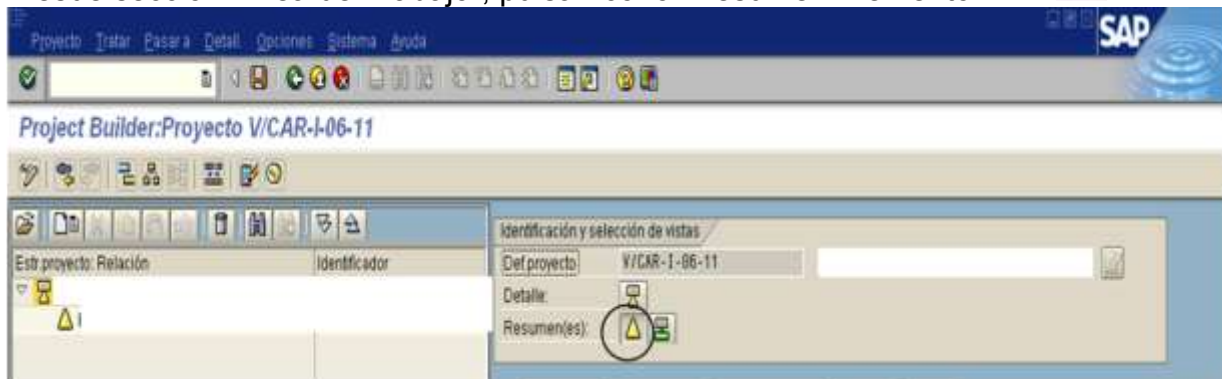 Proyecto Tratar Pasar a Detall. Opciones Sistema Ayuda
SAP
Project Builder:Proyecto V/CAR-I-06-11
Identificación y selección de vistas
Estr.proyecto: Relación Identificador
Def.proyecto V/CAR-I-06-11
Detalle:
Resumen(es):